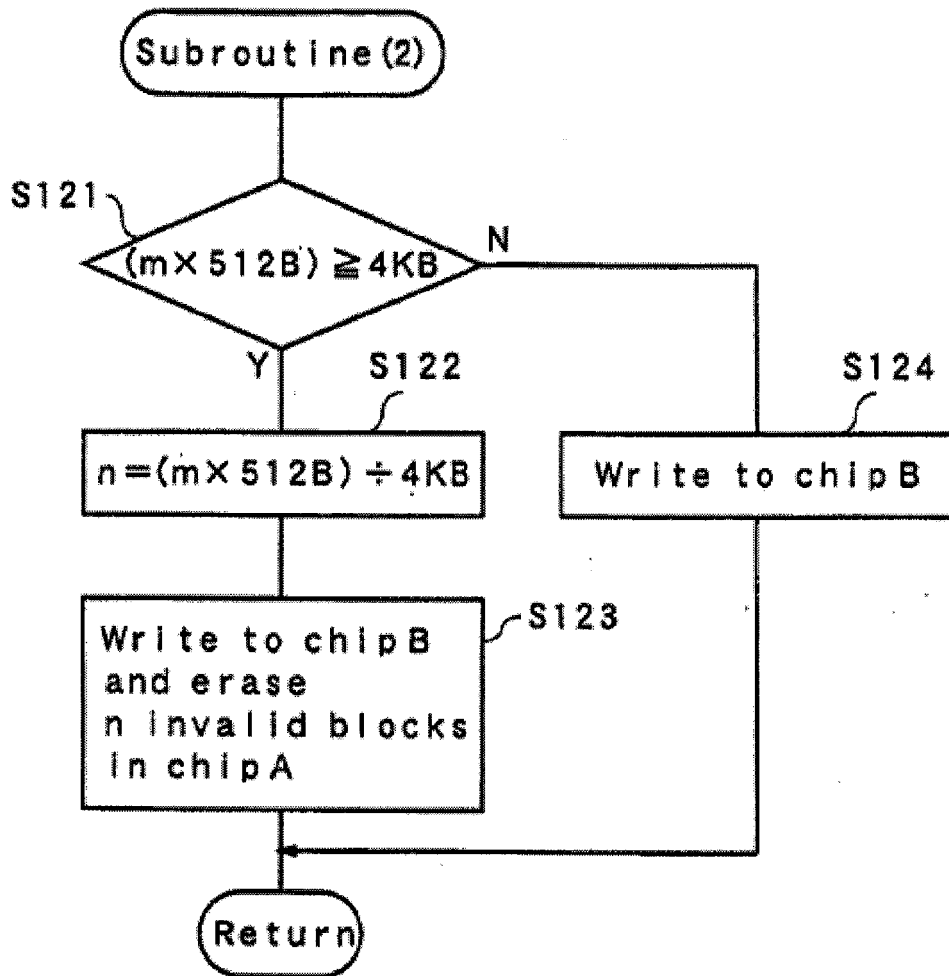 Subroutine(2)
S121
(m×512B)≧4KB
N
Y
S122
n=(m×512B)÷4KB
S124
Write to chipB
S123
Write to chipB
and erase
n invalid blocks
in chipA
Return